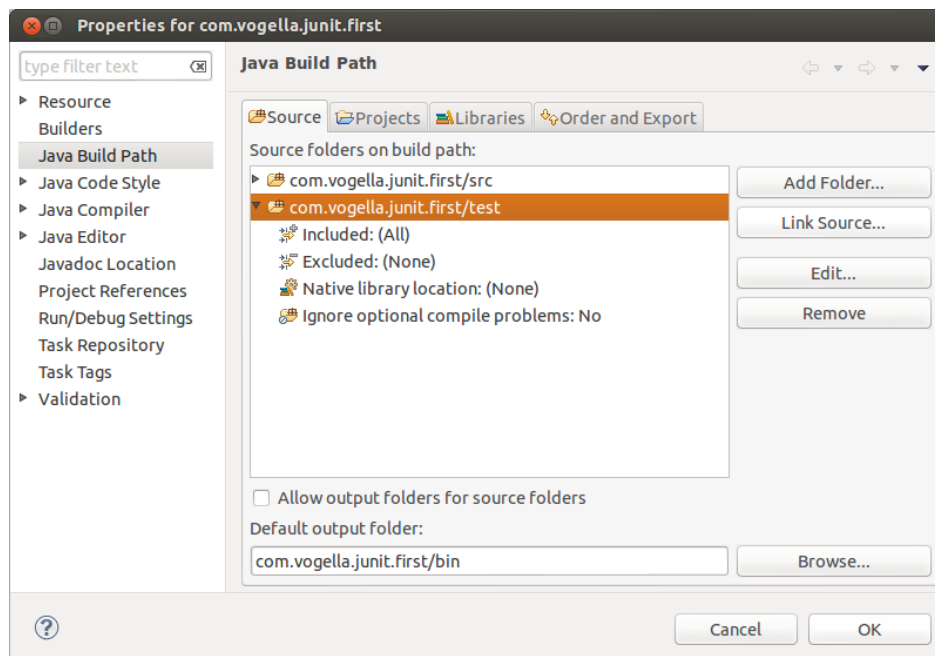 Properties for com.vogella.junit.first
type filter text
Resource
Builders
Java Build Path
Java Code Style
Java Compiler
Java Editor
Javadoc Location
Project References
Run/Debug Settings
Task Repository
Task Tags
Validation
Java Build Path
Source
Projects
Libraries
Order and Export
Source folders on build path:
com.vogella.junit.first/src
com.vogella.junit.first/test
Included: (All)
Excluded: (None)
Native library location: (None)
Ignore optional compile problems: No
Add Folder...
Link Source...
Edit...
Remove
Allow output folders for source folders
Default output folder:
com.vogella.junit.first/bin
Browse...
Cancel
OK